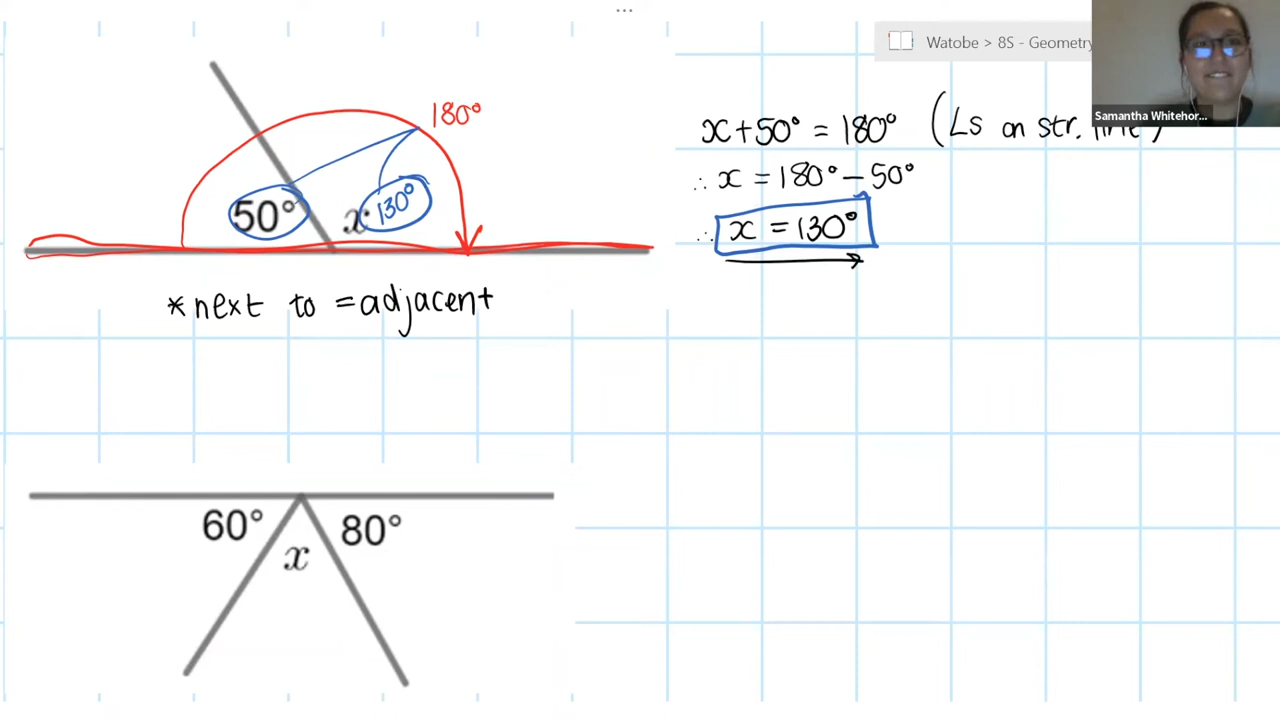 Watobe > 8S - Geometry
Samantha Whitehor...
180°
50° x 130°
*next to = adjacent
x + 50° = 180° (Ls on str. line)
∴ x = 180° - 50°
∴ x = 130°
60° x 80°